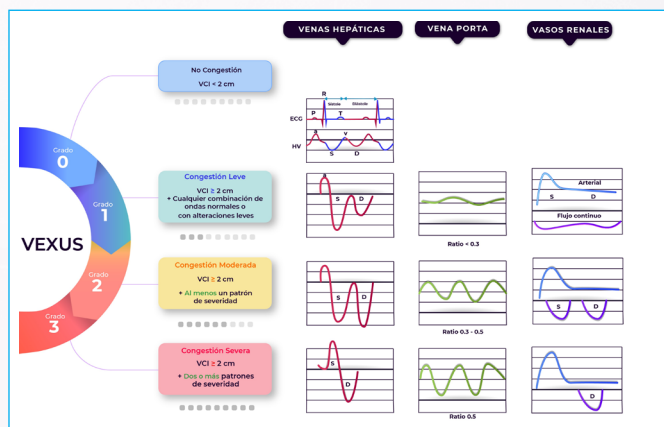 VENAS HEPÁTICAS
VENA PORTA
VASOS RENALES
VEXUS
Grado
0
No Congestión
VCI < 2 cm
R
Sístole
Diástole
P
T
ECG
a
v
HV
S
D
Grado
1
Congestión Leve
VCI ≥ 2 cm
+ Cualquier combinación de
ondas normales o
con alteraciones leves
a
S
D
Ratio < 0.3
Arterial
S
D
Flujo continuo
Grado
2
Congestión Moderada
VCI ≥ 2 cm
+ Al menos un patrón
de severidad
S
D
Ratio 0.3 - 0.5
S
D
Grado
3
Congestión Severa
VCI ≥ 2 cm
+ Dos o más patrones
de severidad
S
D
Ratio 0.5
D